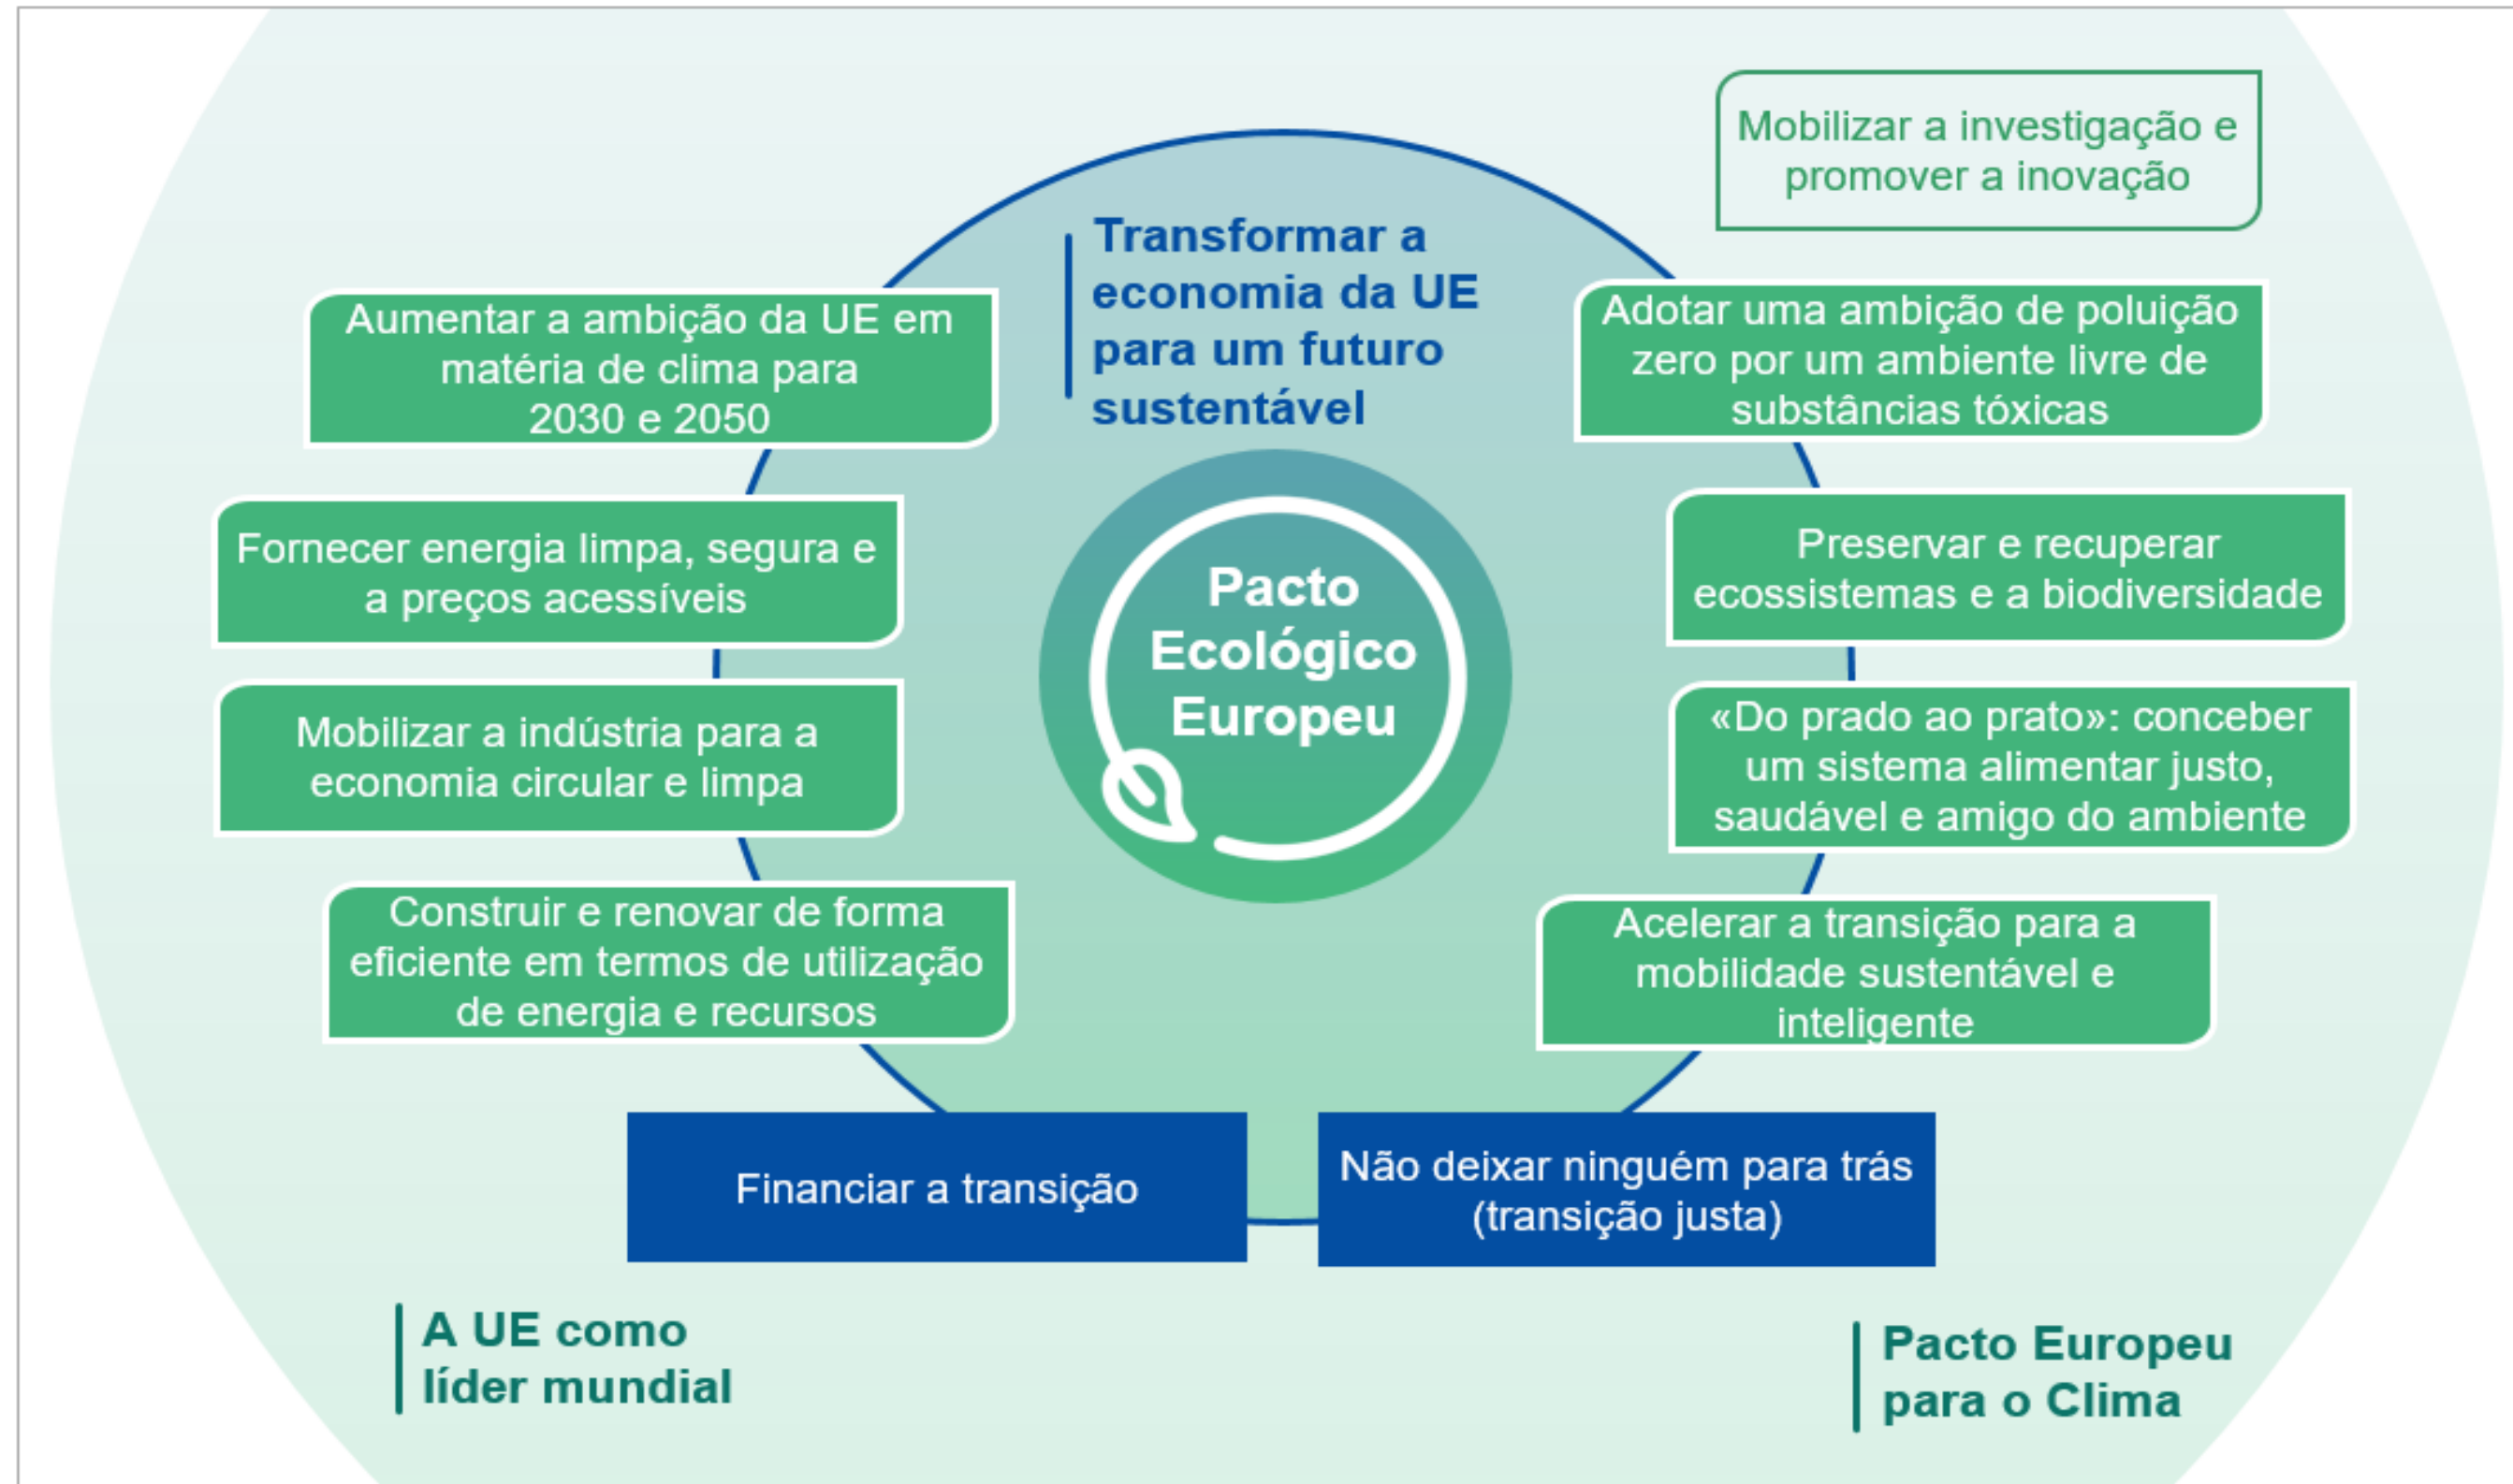 Mobilizar a investigação e
promover a inovação
Transformar a
economia da UE
para um futuro
sustentável
Aumentar a ambição da UE em
matéria de clima para
2030 e 2050
Fornecer energia limpa, segura e
a preços acessíveis
Mobilizar a indústria para a
economia circular e limpa
Construir e renovar de forma
eficiente em termos de utilização
de energia e recursos
Pacto
Ecológico
Europeu
Adotar uma ambição de poluição
zero por um ambiente livre de
substâncias tóxicas
Preservar e recuperar
ecossistemas e a biodiversidade
«Do prado ao prato»: conceber
um sistema alimentar justo,
saudável e amigo do ambiente
Acelerar a transição para a
mobilidade sustentável e
inteligente
Financiar a transição
Não deixar ninguém para trás
(transição justa)
A UE como
líder mundial
Pacto Europeu
para o Clima